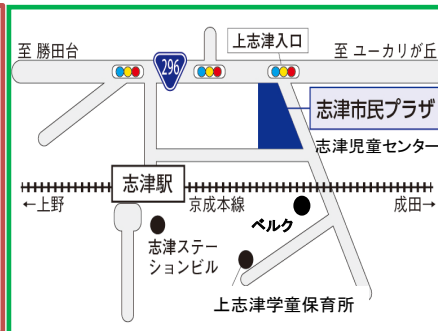 上志津入口
至 勝田台
296
至 ユーカリが丘
志津市民プラザ
志津児童センター
志津駅
←上野
京成本線
成田→
ベルク
志津ステー
ションビル
上志津学童保育所